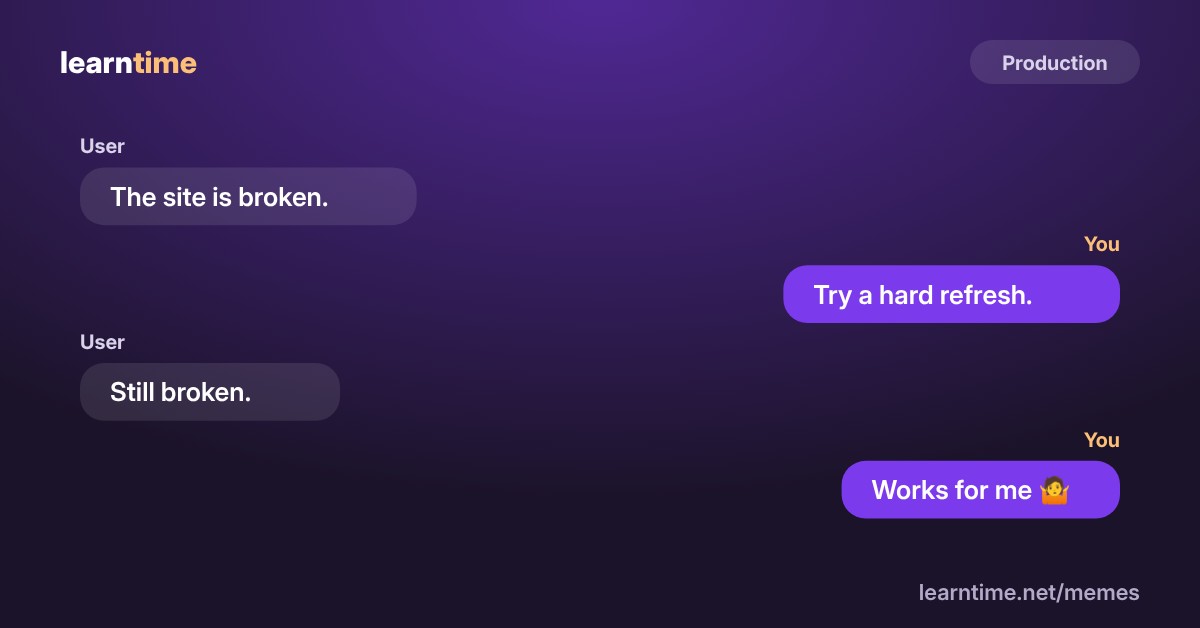 learntime
Production
User
The site is broken.
You
Try a hard refresh.
User
Still broken.
You
Works for me 🤷
learntime.net/memes